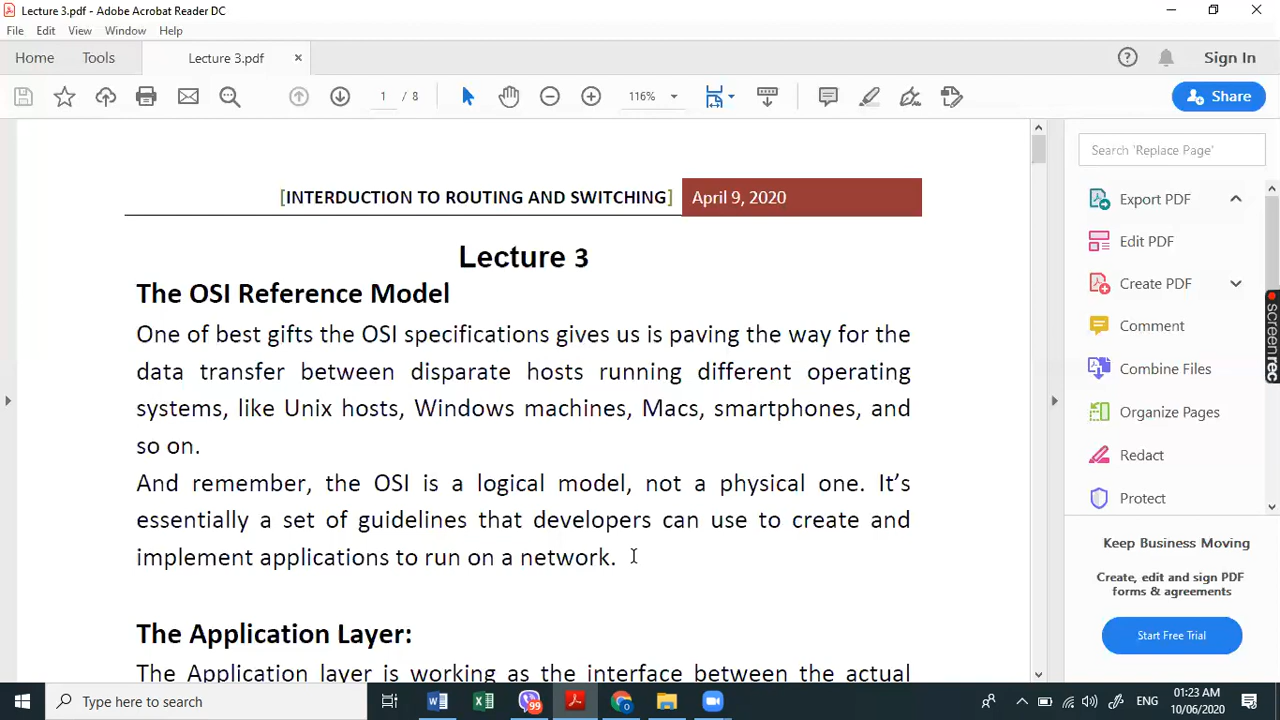 Lecture 3.pdf - Adobe Acrobat Reader DC
File Edit View Window Help
Home Tools Lecture 3.pdf × Sign In
1 / 8 116% Share
[INTERDUCTION TO ROUTING AND SWITCHING] April 9, 2020
Lecture 3
The OSI Reference Model
One of best gifts the OSI specifications gives us is paving the way for the
data transfer between disparate hosts running different operating
systems, like Unix hosts, Windows machines, Macs, smartphones, and
so on.
And remember, the OSI is a logical model, not a physical one. It’s
essentially a set of guidelines that developers can use to create and
implement applications to run on a network.
The Application Layer:
The Application layer is working as the interface between the actual
Search 'Replace Page'
Export PDF
Edit PDF
Create PDF
Comment
Combine Files
Organize Pages
Redact
Protect
Keep Business Moving
Create, edit and sign PDF
forms & agreements
Start Free Trial
screenrec
Type here to search
99
ENG
01:23 AM
10/06/2020